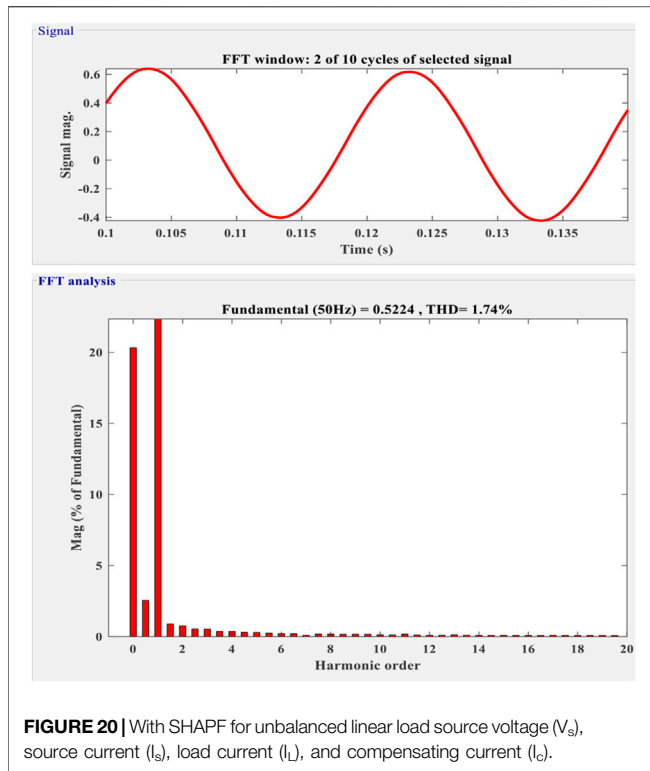 Signal
FFT window: 2 of 10 cycles of selected signal
Signal mag.
0.6
0.4
0.2
0
-0.2
-0.4
0.1 0.105 0.11 0.115 0.12 0.125 0.13 0.135
Time (s)
FFT analysis
Fundamental (50Hz) = 0.5224 , THD= 1.74%
Mag (% of Fundamental)
20
15
10
5
0
0 2 4 6 8 10 12 14 16 18 20
Harmonic order
FIGURE 20 | With SHAPF for unbalanced linear load source voltage (Vs),
source current (Is), load current (IL), and compensating current (Ic).